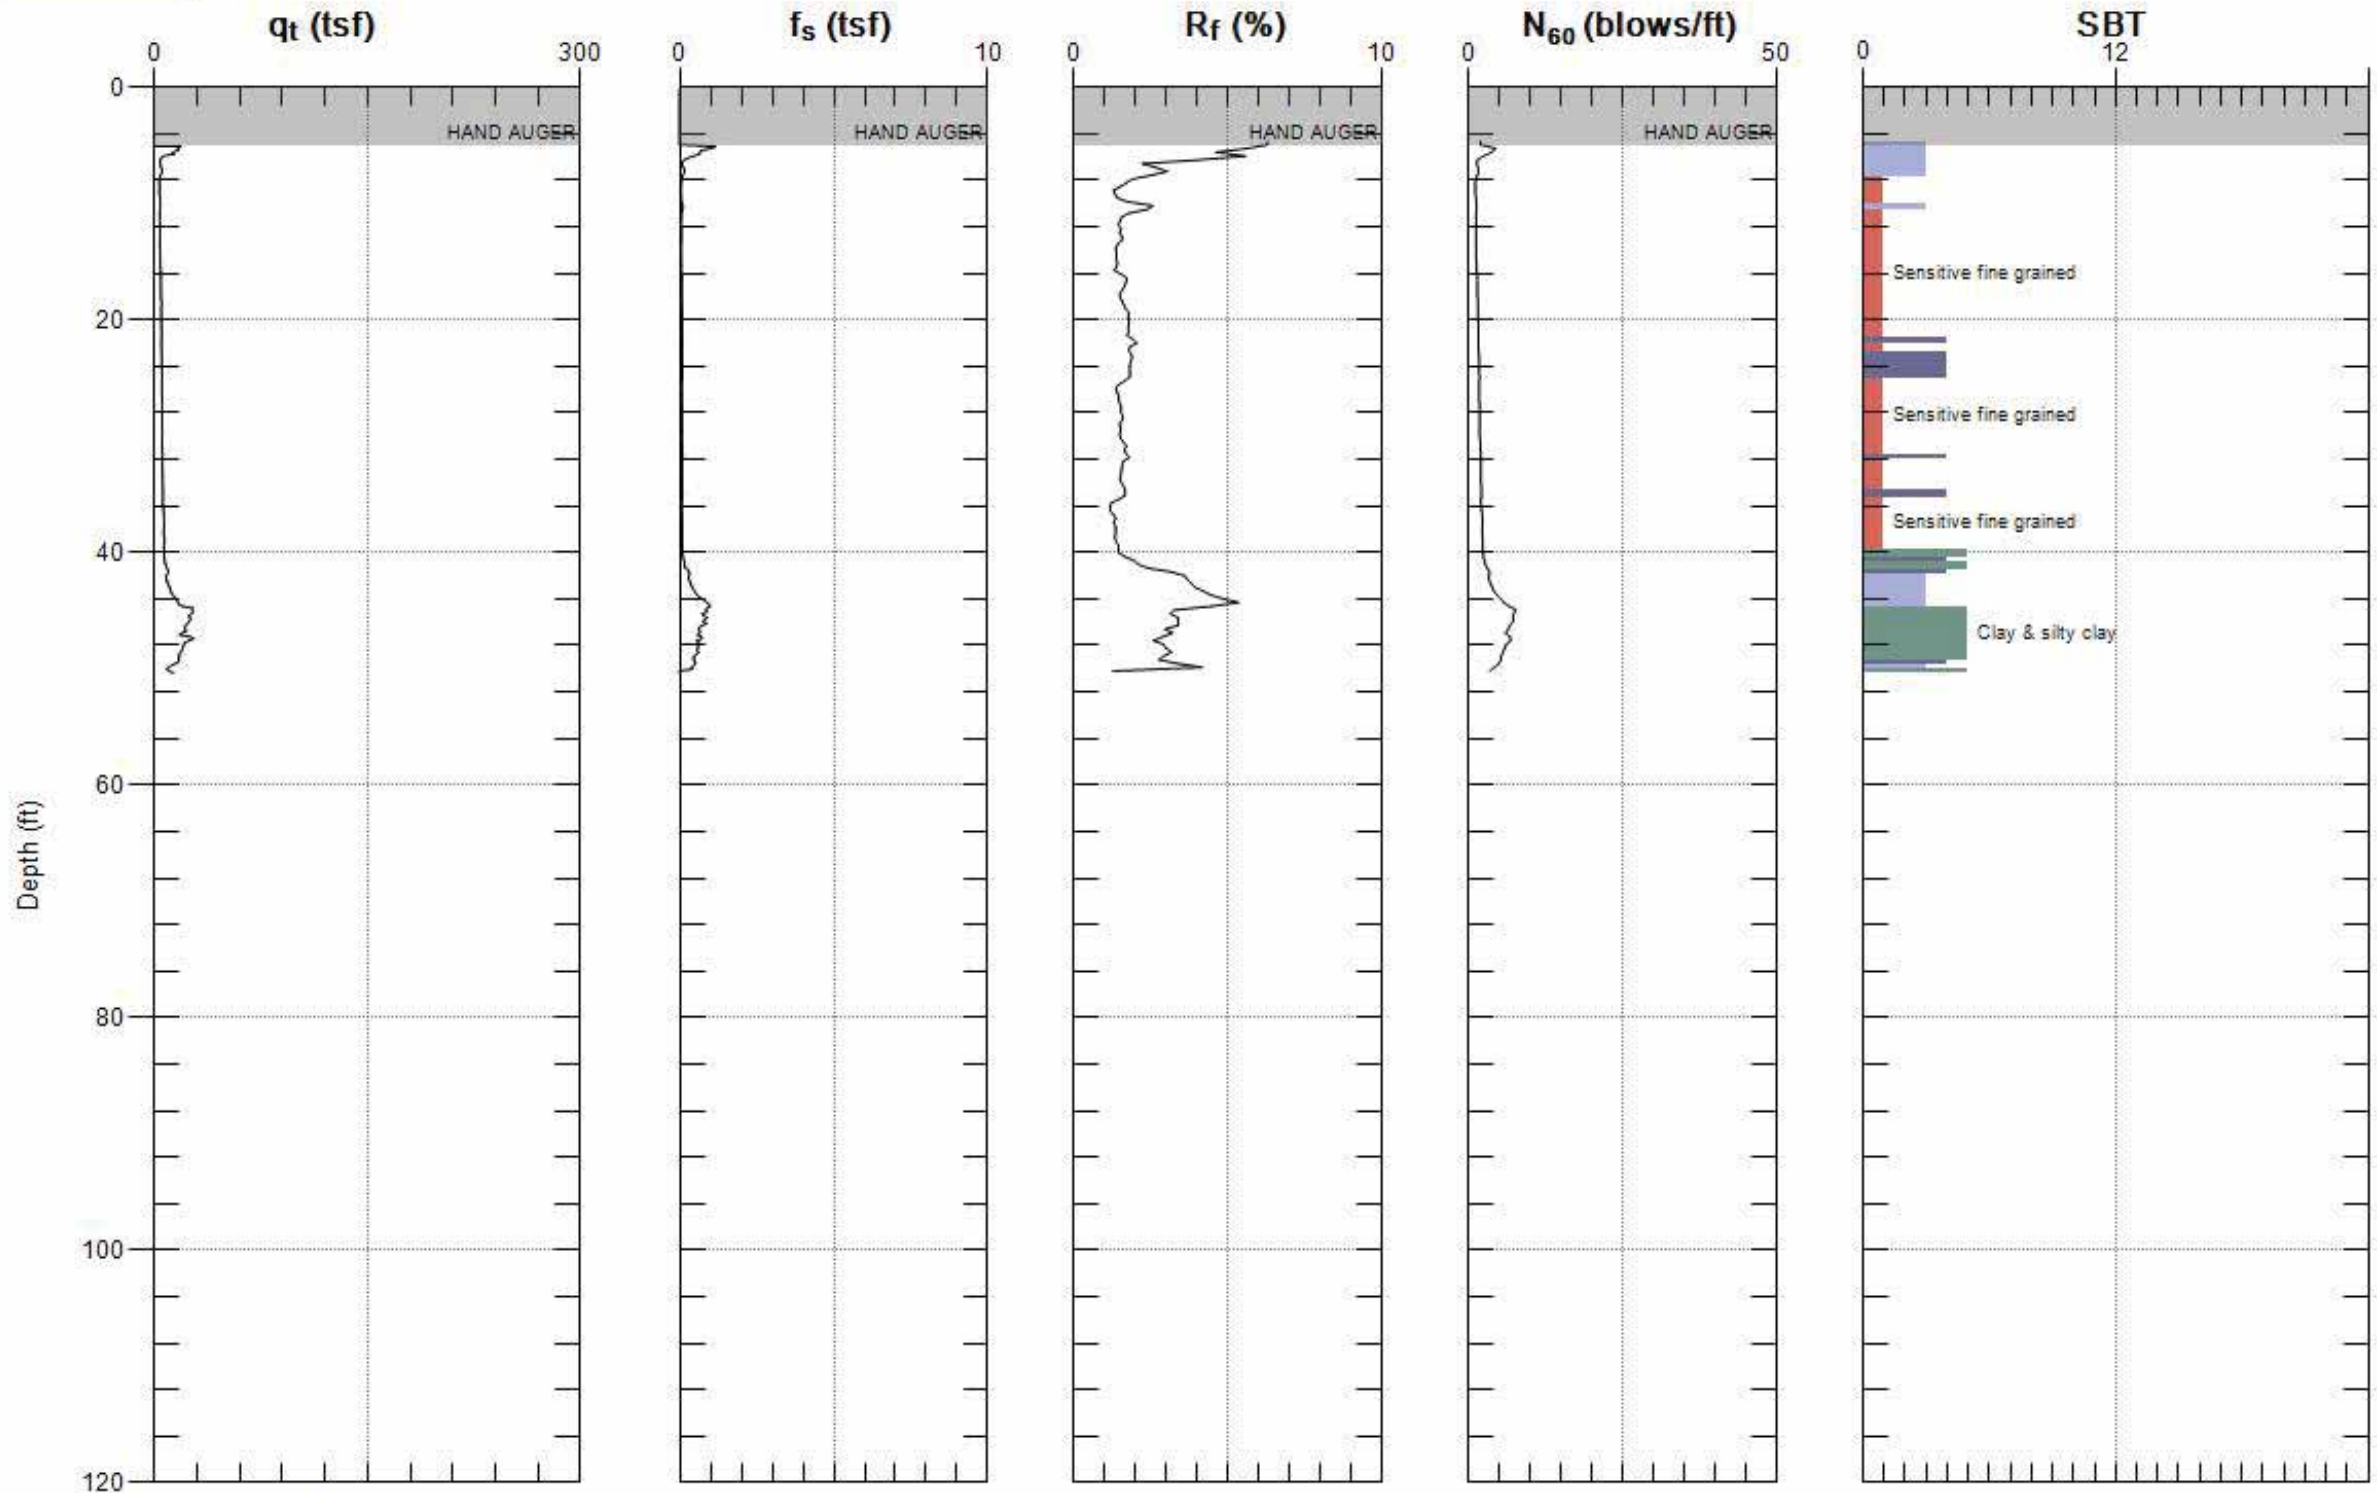 qt (tsf) fs (tsf) Rf (%) N60 (blows/ft) SBT
0 300 0 10 0 10 0 50 0 12
0
HAND AUGER HAND AUGER HAND AUGER HAND AUGER
Sensitive fine grained
20
Sensitive fine grained
Sensitive fine grained
40
Clay & silty clay
60
Depth (ft)
80
100
120